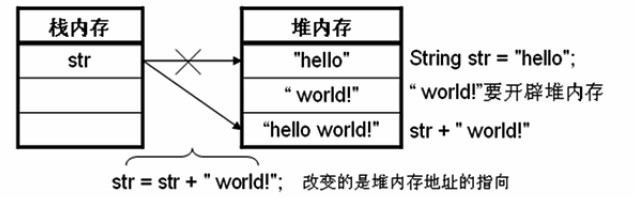 栈内存 堆内存
str "hello" String str = "hello";
“ world!” “ world!”要开辟堆内存
“hello world!” str + " world!"
str = str + " world!"; 改变的是堆内存地址的指向